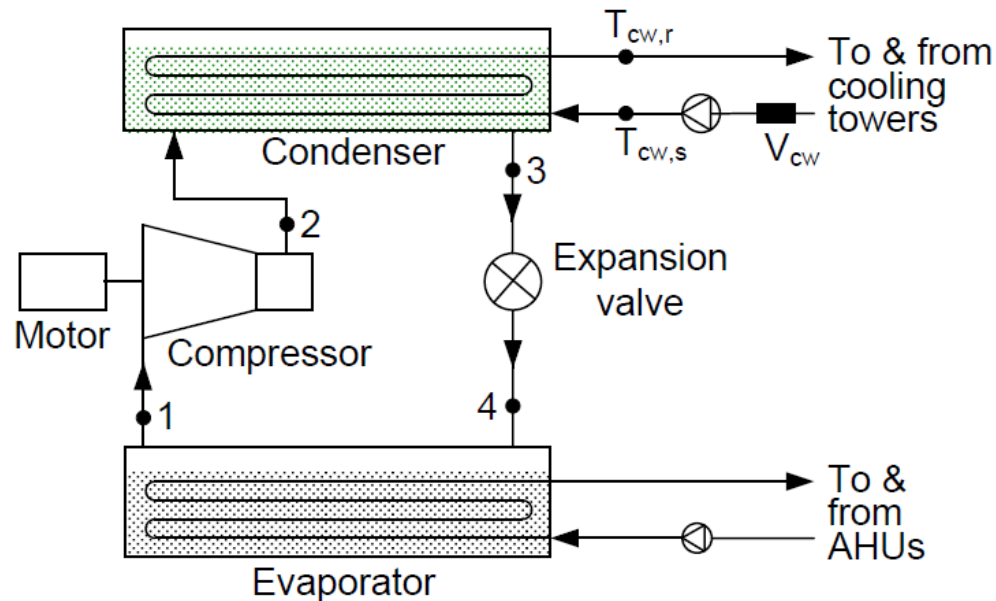 Tcw,r
To & from
cooling
towers
Tcw,s
Vcw
Condenser
3
2
Expansion
valve
Motor
Compressor
1
4
To &
from
AHUs
Evaporator